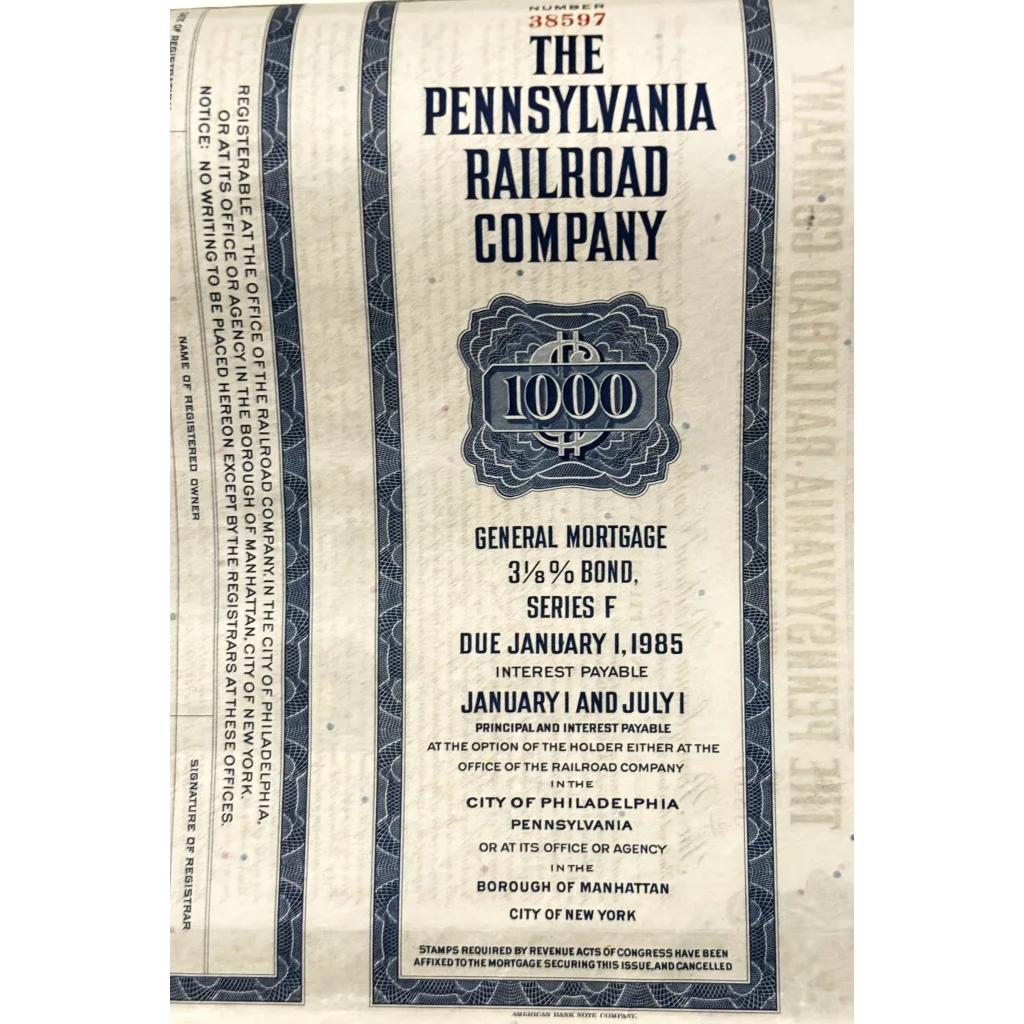 NUMBER
38597
THE
PENNSYLVANIA
RAILROAD
COMPANY
$
1000
GENERAL MORTGAGE
3⅛% BOND,
SERIES F
DUE JANUARY 1, 1985
INTEREST PAYABLE
JANUARY 1 AND JULY 1
PRINCIPAL AND INTEREST PAYABLE
AT THE OPTION OF THE HOLDER EITHER AT THE
OFFICE OF THE RAILROAD COMPANY
IN THE
CITY OF PHILADELPHIA
PENNSYLVANIA
OR AT ITS OFFICE OR AGENCY
IN THE
BOROUGH OF MANHATTAN
CITY OF NEW YORK
STAMPS REQUIRED BY REVENUE ACTS OF CONGRESS HAVE BEEN
AFFIXED TO THE MORTGAGE SECURING THIS ISSUE, AND CANCELLED
AMERICAN BANK NOTE COMPANY.
REGISTERABLE AT THE OFFICE OF THE RAILROAD COMPANY, IN THE CITY OF PHILADELPHIA,
OR AT ITS OFFICE OR AGENCY IN THE BOROUGH OF MANHATTAN, CITY OF NEW YORK.
NOTICE: NO WRITING TO BE PLACED HEREON EXCEPT BY THE REGISTRARS AT THESE OFFICES.
NAME OF REGISTERED OWNER
SIGNATURE OF REGISTRAR
THE PENNSYLVANIA RAILROAD COMPANY